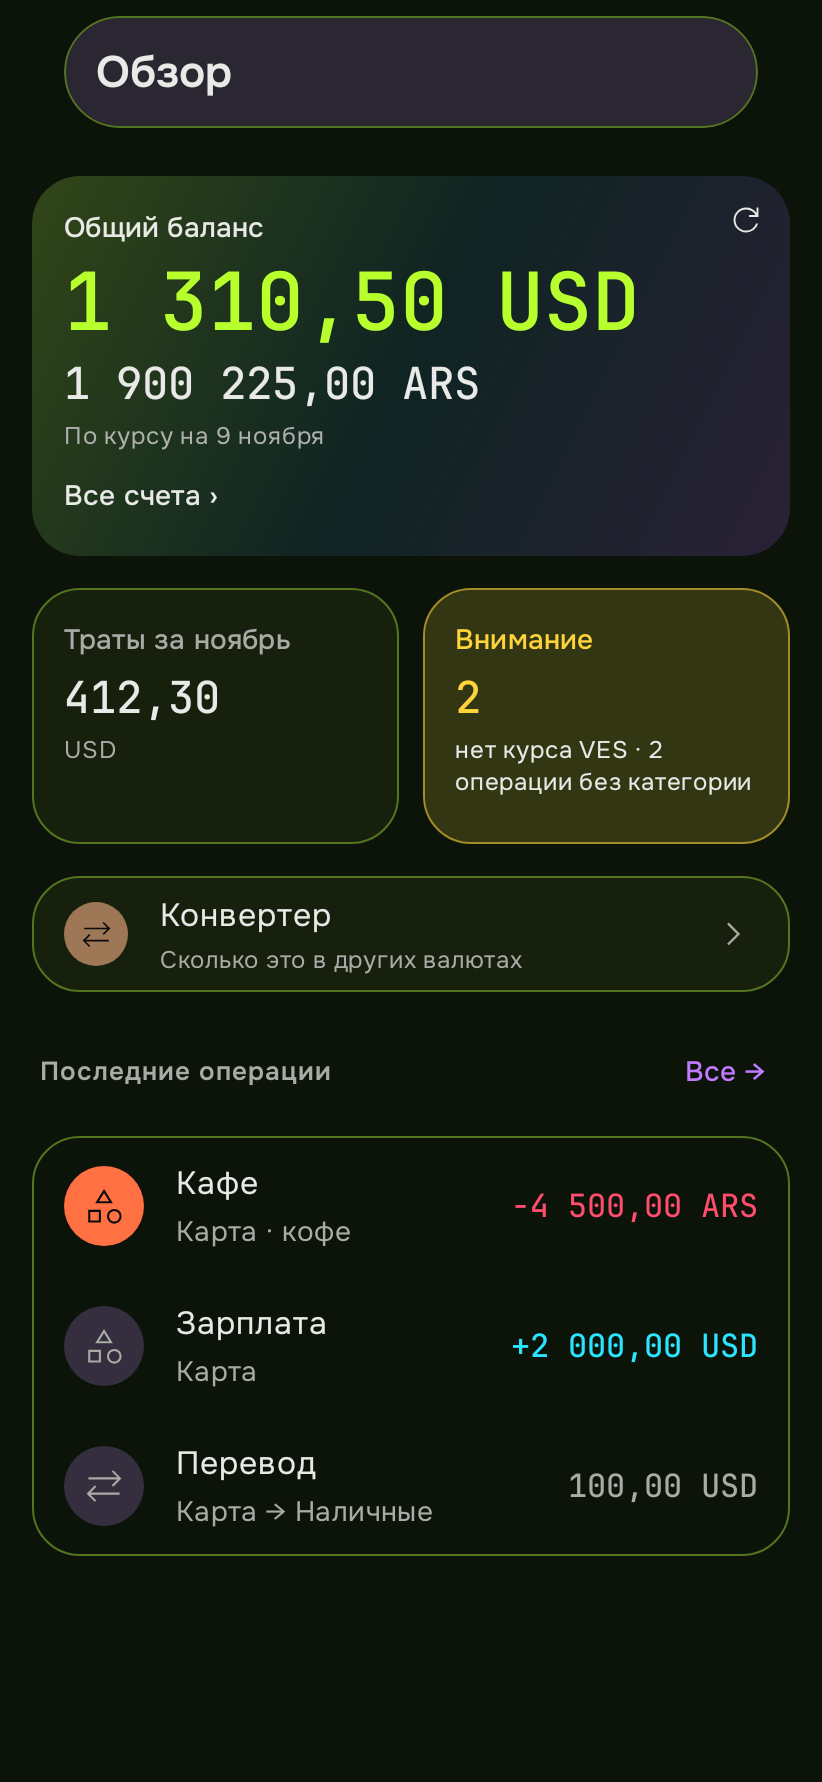 Обзор
Общий баланс
1 310,50 USD
1 900 225,00 ARS
По курсу на 9 ноября
Все счета ›
Траты за ноябрь
412,30
USD
Внимание
2
нет курса VES · 2
операции без категории
Конвертер
Сколько это в других валютах
Последние операции
Все →
Кафе
Карта · кофе
-4 500,00 ARS
Зарплата
Карта
+2 000,00 USD
Перевод
Карта → Наличные
100,00 USD